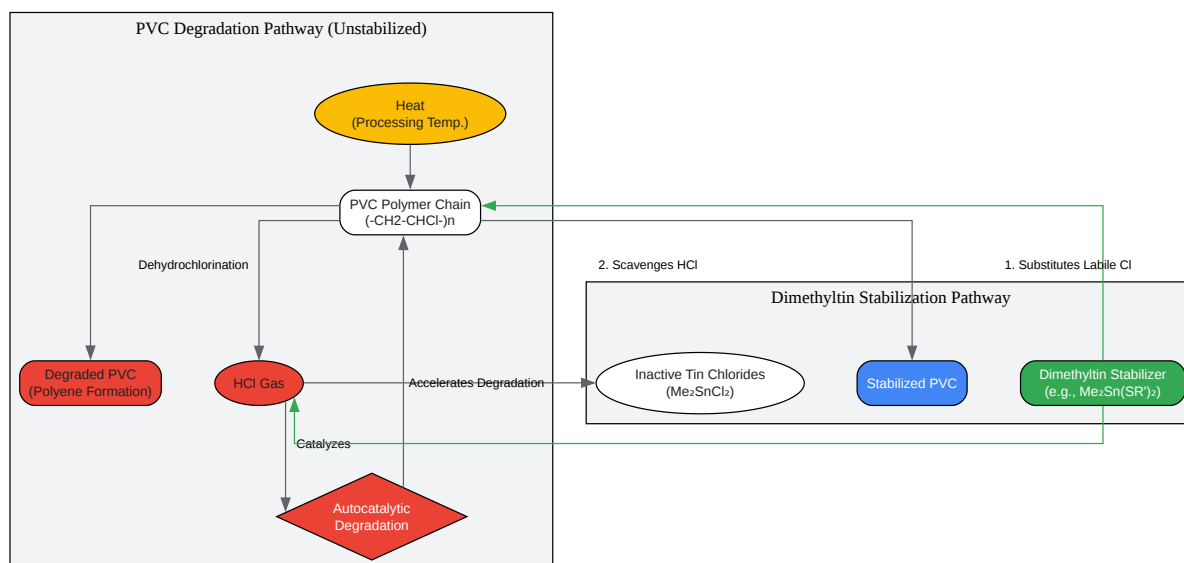 PVC Degradation Pathway (Unstabilized)
Heat
(Processing Temp.)
PVC Polymer Chain
(-CH2-CHCl-)n
Dehydrochlorination
2. Scavenges HCl
1. Substitutes Labile Cl
Dimethyltin Stabilization Pathway
Degraded PVC
(Polyene Formation)
HCl Gas
Accelerates Degradation
Inactive Tin Chlorides
(Me₂SnCl₂)
Stabilized PVC
Dimethyltin Stabilizer
(e.g., Me₂Sn(SR')₂)
Catalyzes
Autocatalytic
Degradation